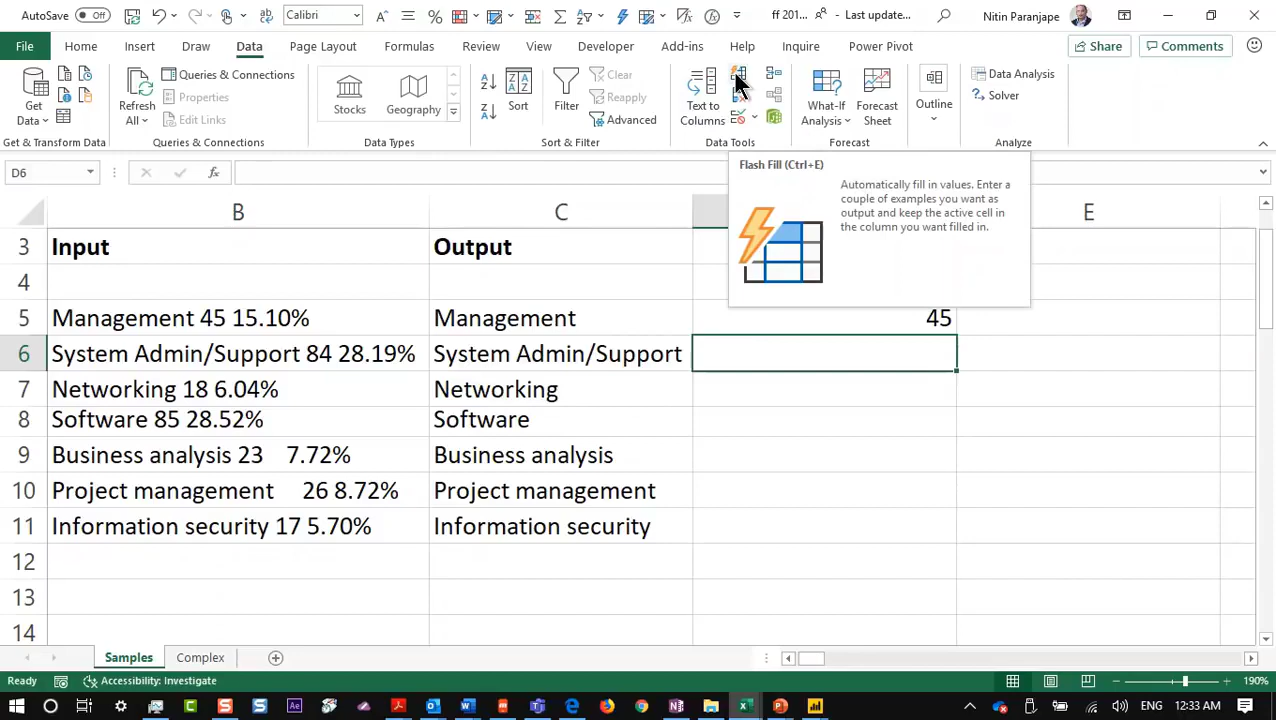 AutoSave Off Calibri ff 201... - Last update... Nitin Paranjape
File Home Insert Draw Data Page Layout Formulas Review View Developer Add-ins Help Inquire Power Pivot Share Comments
Get Data
Refresh All
Queries & Connections
Properties
Edit Links
Stocks
Geography
Sort
Filter
Clear
Reapply
Advanced
Text to Columns
What-If Analysis
Forecast Sheet
Outline
Data Analysis
Solver
Get & Transform Data Queries & Connections Data Types Sort & Filter Data Tools Forecast Analyze
D6 fx
Flash Fill (Ctrl+E)
Automatically fill in values. Enter a
couple of examples you want as
output and keep the active cell in
the column you want filled in.
B C E
3 Input Output
4
5 Management 45 15.10% Management 45
6 System Admin/Support 84 28.19% System Admin/Support
7 Networking 18 6.04% Networking
8 Software 85 28.52% Software
9 Business analysis 23 7.72% Business analysis
10 Project management 26 8.72% Project management
11 Information security 17 5.70% Information security
12
13
14
Samples Complex
Ready Accessibility: Investigate 190%
12:33 AM